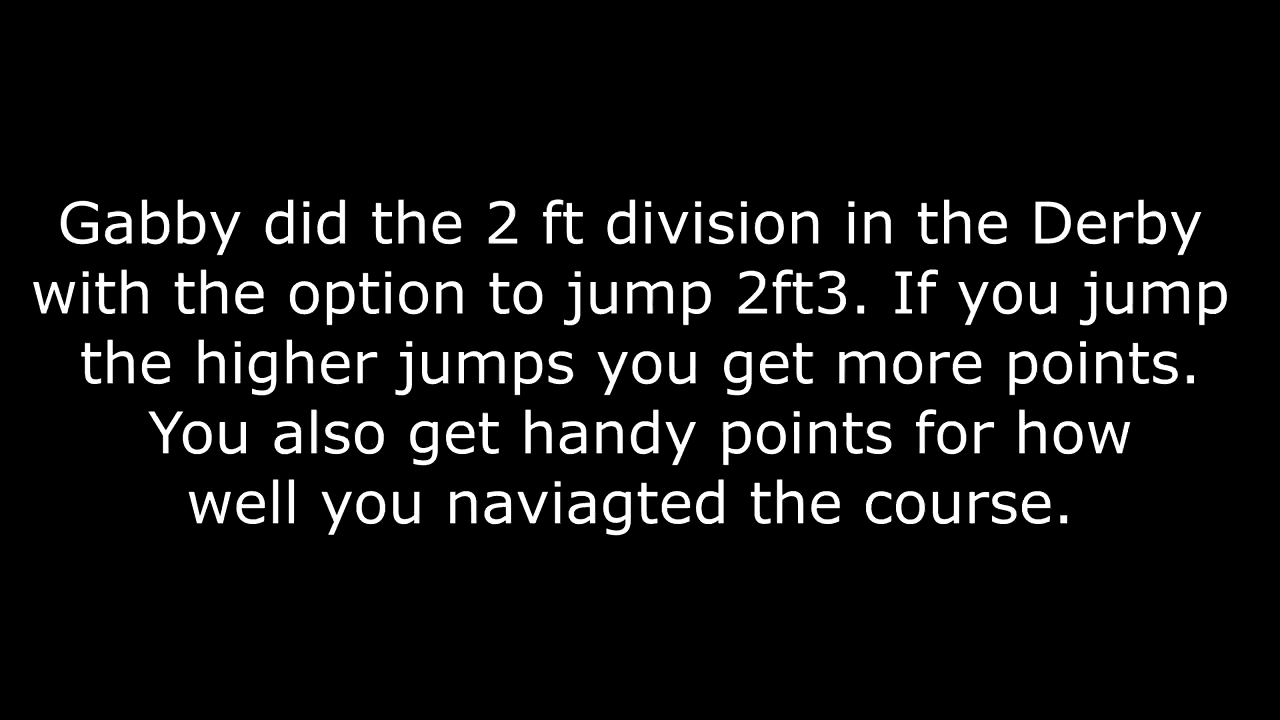 Gabby did the 2 ft division in the Derby
with the option to jump 2ft3. If you jump
the higher jumps you get more points.
You also get handy points for how
well you naviagted the course.